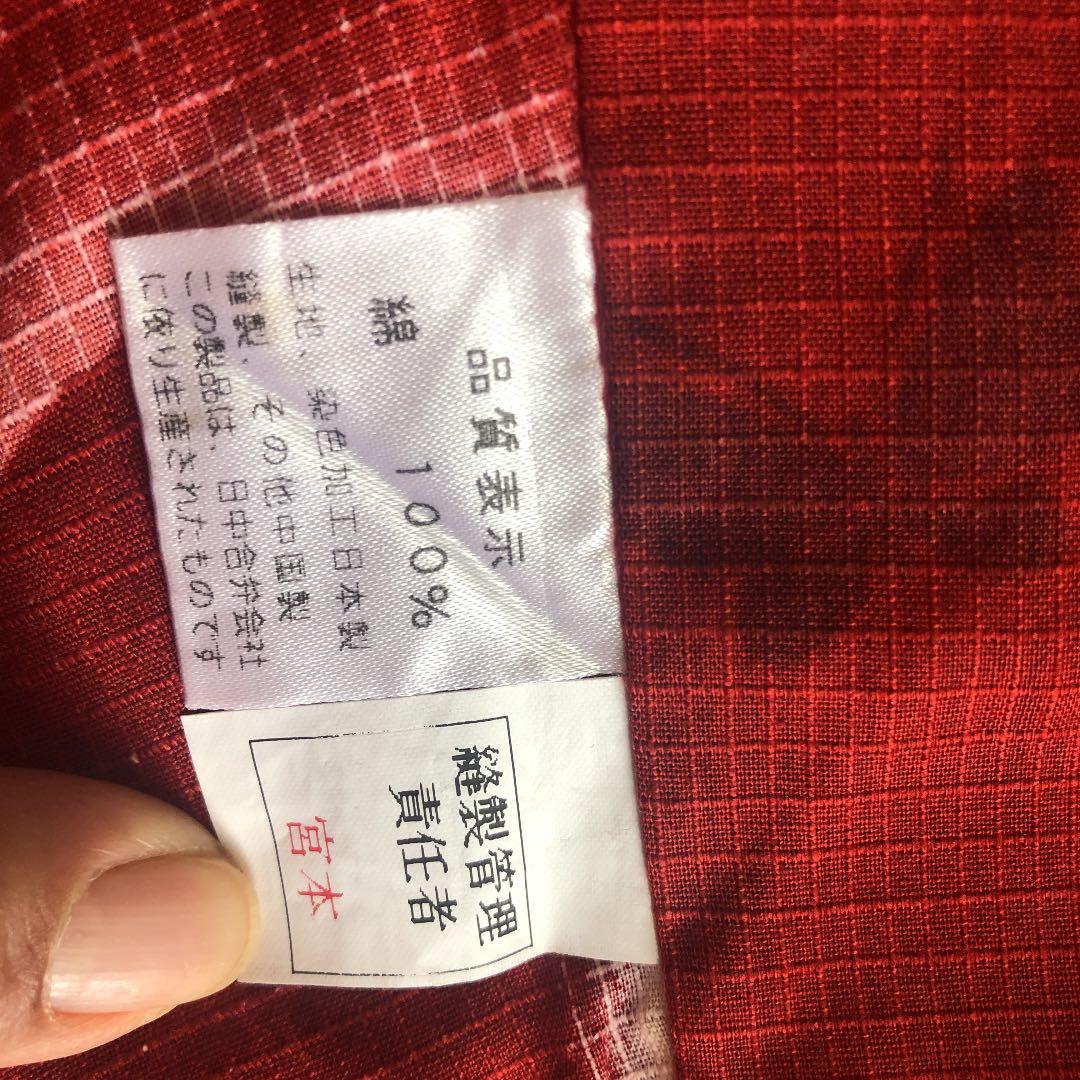 品質表示
綿 100%
生地、染色加工日本製
縫製、その他中国製
この製品は、日中合弁会社
に依り生産されたものです
縫製管理
責任者
宮本